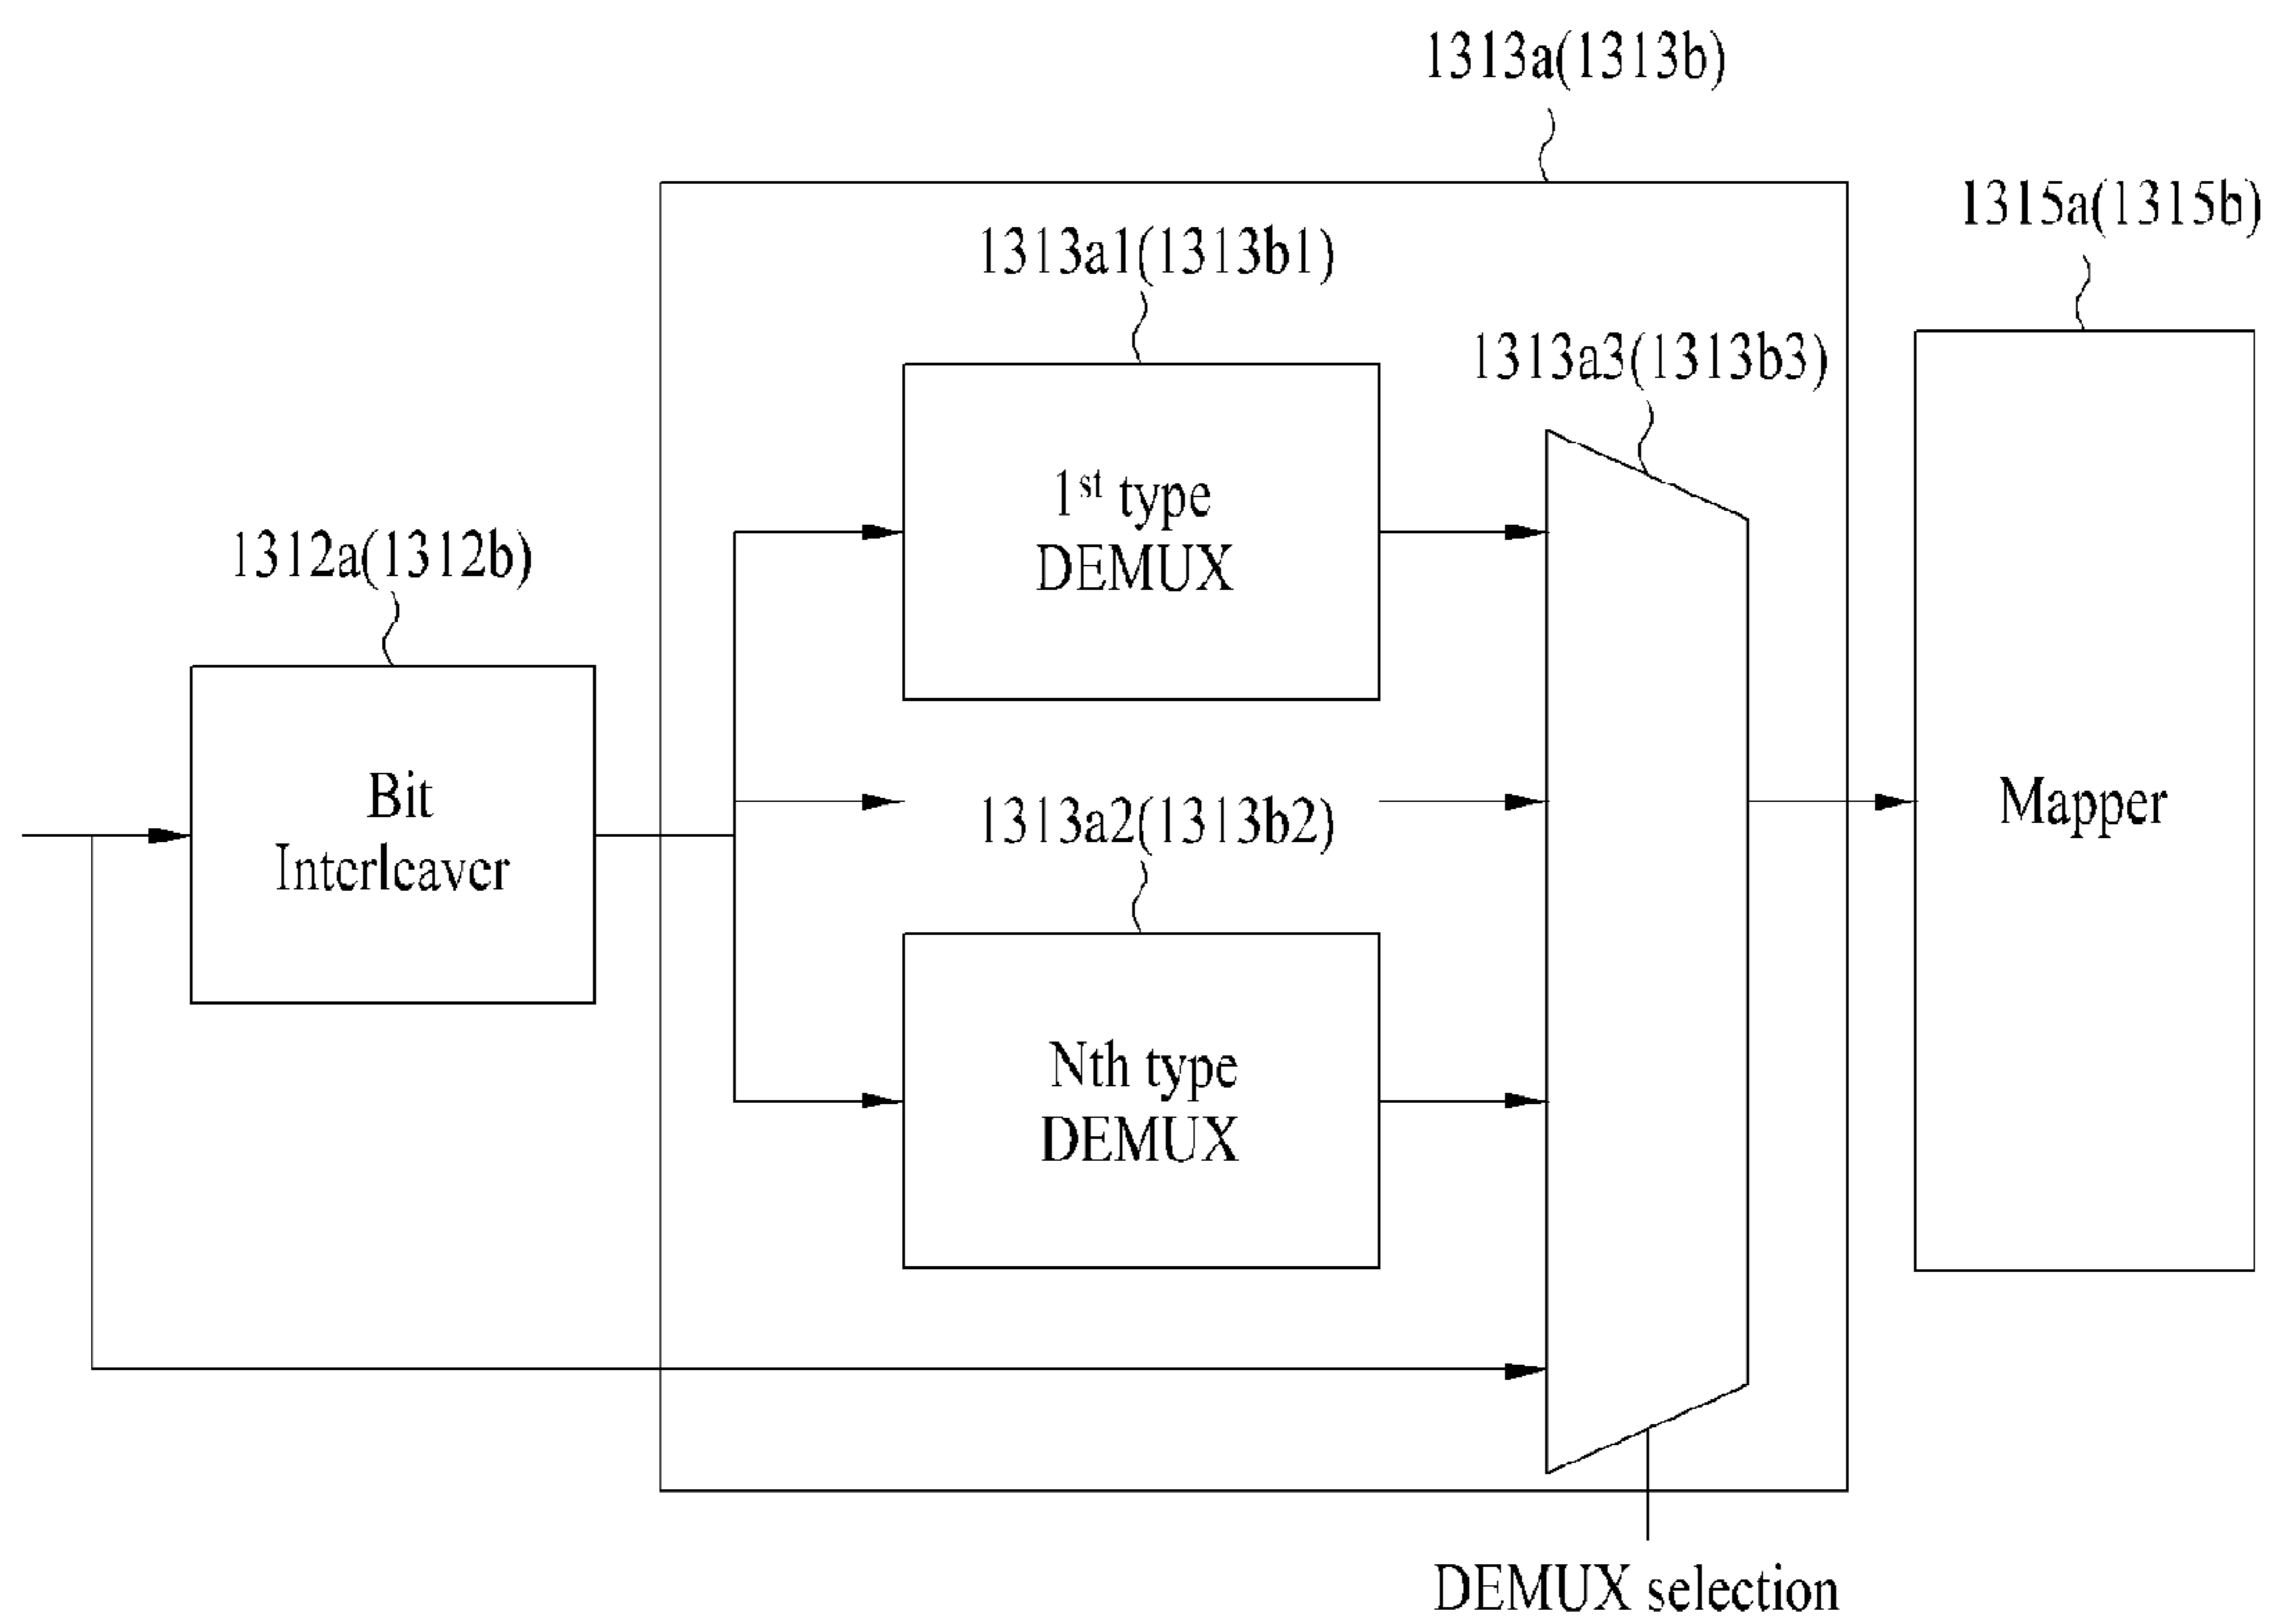 1313a(1313b)
1315a(1315b)
1313a1(1313b1)
1313a3(1313b3)
1st type
DEMUX
1312a(1312b)
Bit
Interleaver
1313a2(1313b2)
Mapper
Nth type
DEMUX
DEMUX selection